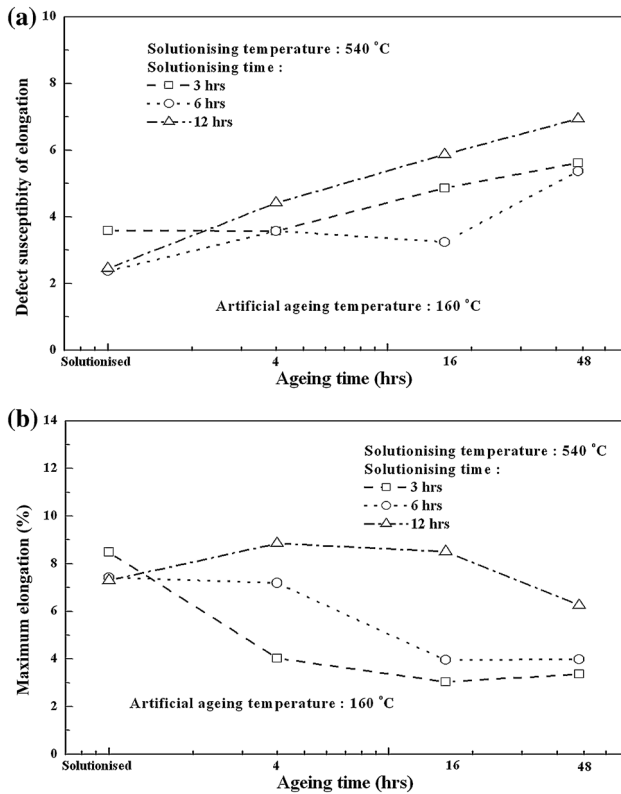 (a)
10
8
6
4
2
0
Defect susceptibity of elongation
Solutionising temperature : 540 °C
Solutionising time :
3 hrs
6 hrs
12 hrs
Artificial ageing temperature : 160 °C
Solutionised 4 16 48
Ageing time (hrs)
(b)
14
12
10
8
6
4
2
0
Maximum elongation (%)
Solutionising temperature : 540 °C
Solutionising time :
3 hrs
6 hrs
12 hrs
Artificial ageing temperature : 160 °C
Solutionised 4 16 48
Ageing time (hrs)